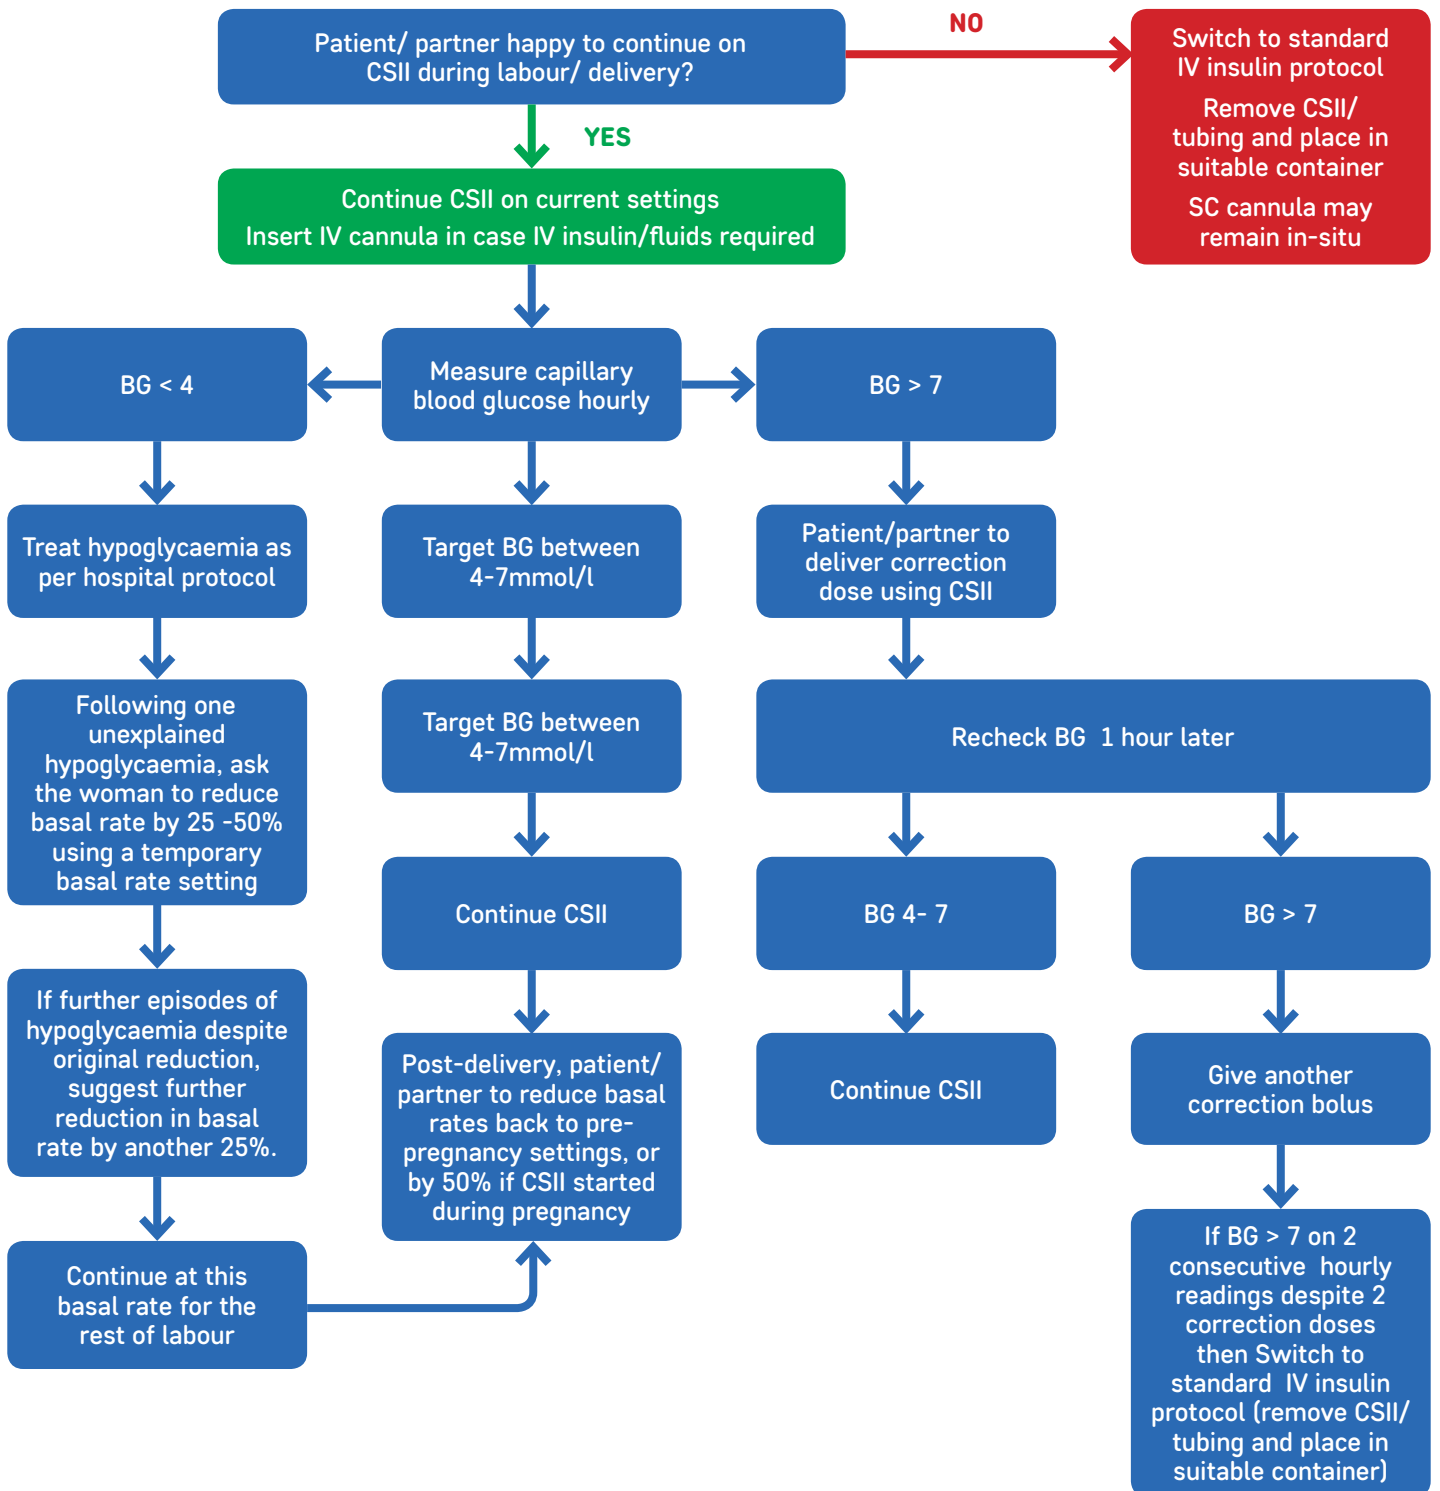 Patient/ partner happy to continue on
CSII during labour/ delivery?
NO
Switch to standard
IV insulin protocol
Remove CSII/
tubing and place in
suitable container
SC cannula may
remain in-situ
YES
Continue CSII on current settings
Insert IV cannula in case IV insulin/fluids required
BG < 4
Measure capillary
blood glucose hourly
BG > 7
Treat hypoglycaemia as
per hospital protocol
Target BG between
4-7mmol/l
Patient/partner to
deliver correction
dose using CSII
Following one
unexplained
hypoglycaemia, ask
the woman to reduce
basal rate by 25 -50%
using a temporary
basal rate setting
Target BG between
4-7mmol/l
Recheck BG 1 hour later
Continue CSII
BG 4- 7
BG > 7
If further episodes of
hypoglycaemia despite
original reduction,
suggest further
reduction in basal
rate by another 25%.
Post-delivery, patient/
partner to reduce basal
rates back to pre-
pregnancy settings, or
by 50% if CSII started
during pregnancy
Continue CSII
Give another
correction bolus
Continue at this
basal rate for the
rest of labour
If BG > 7 on 2
consecutive hourly
readings despite 2
correction doses
then Switch to
standard IV insulin
protocol (remove CSII/
tubing and place in
suitable container)